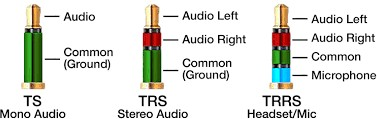 Audio
Common
(Ground)
TS
Mono Audio
Audio Left
Audio Right
Common
(Ground)
TRS
Stereo Audio
Audio Left
Audio Right
Common
Microphone
TRRS
Headset/Mic